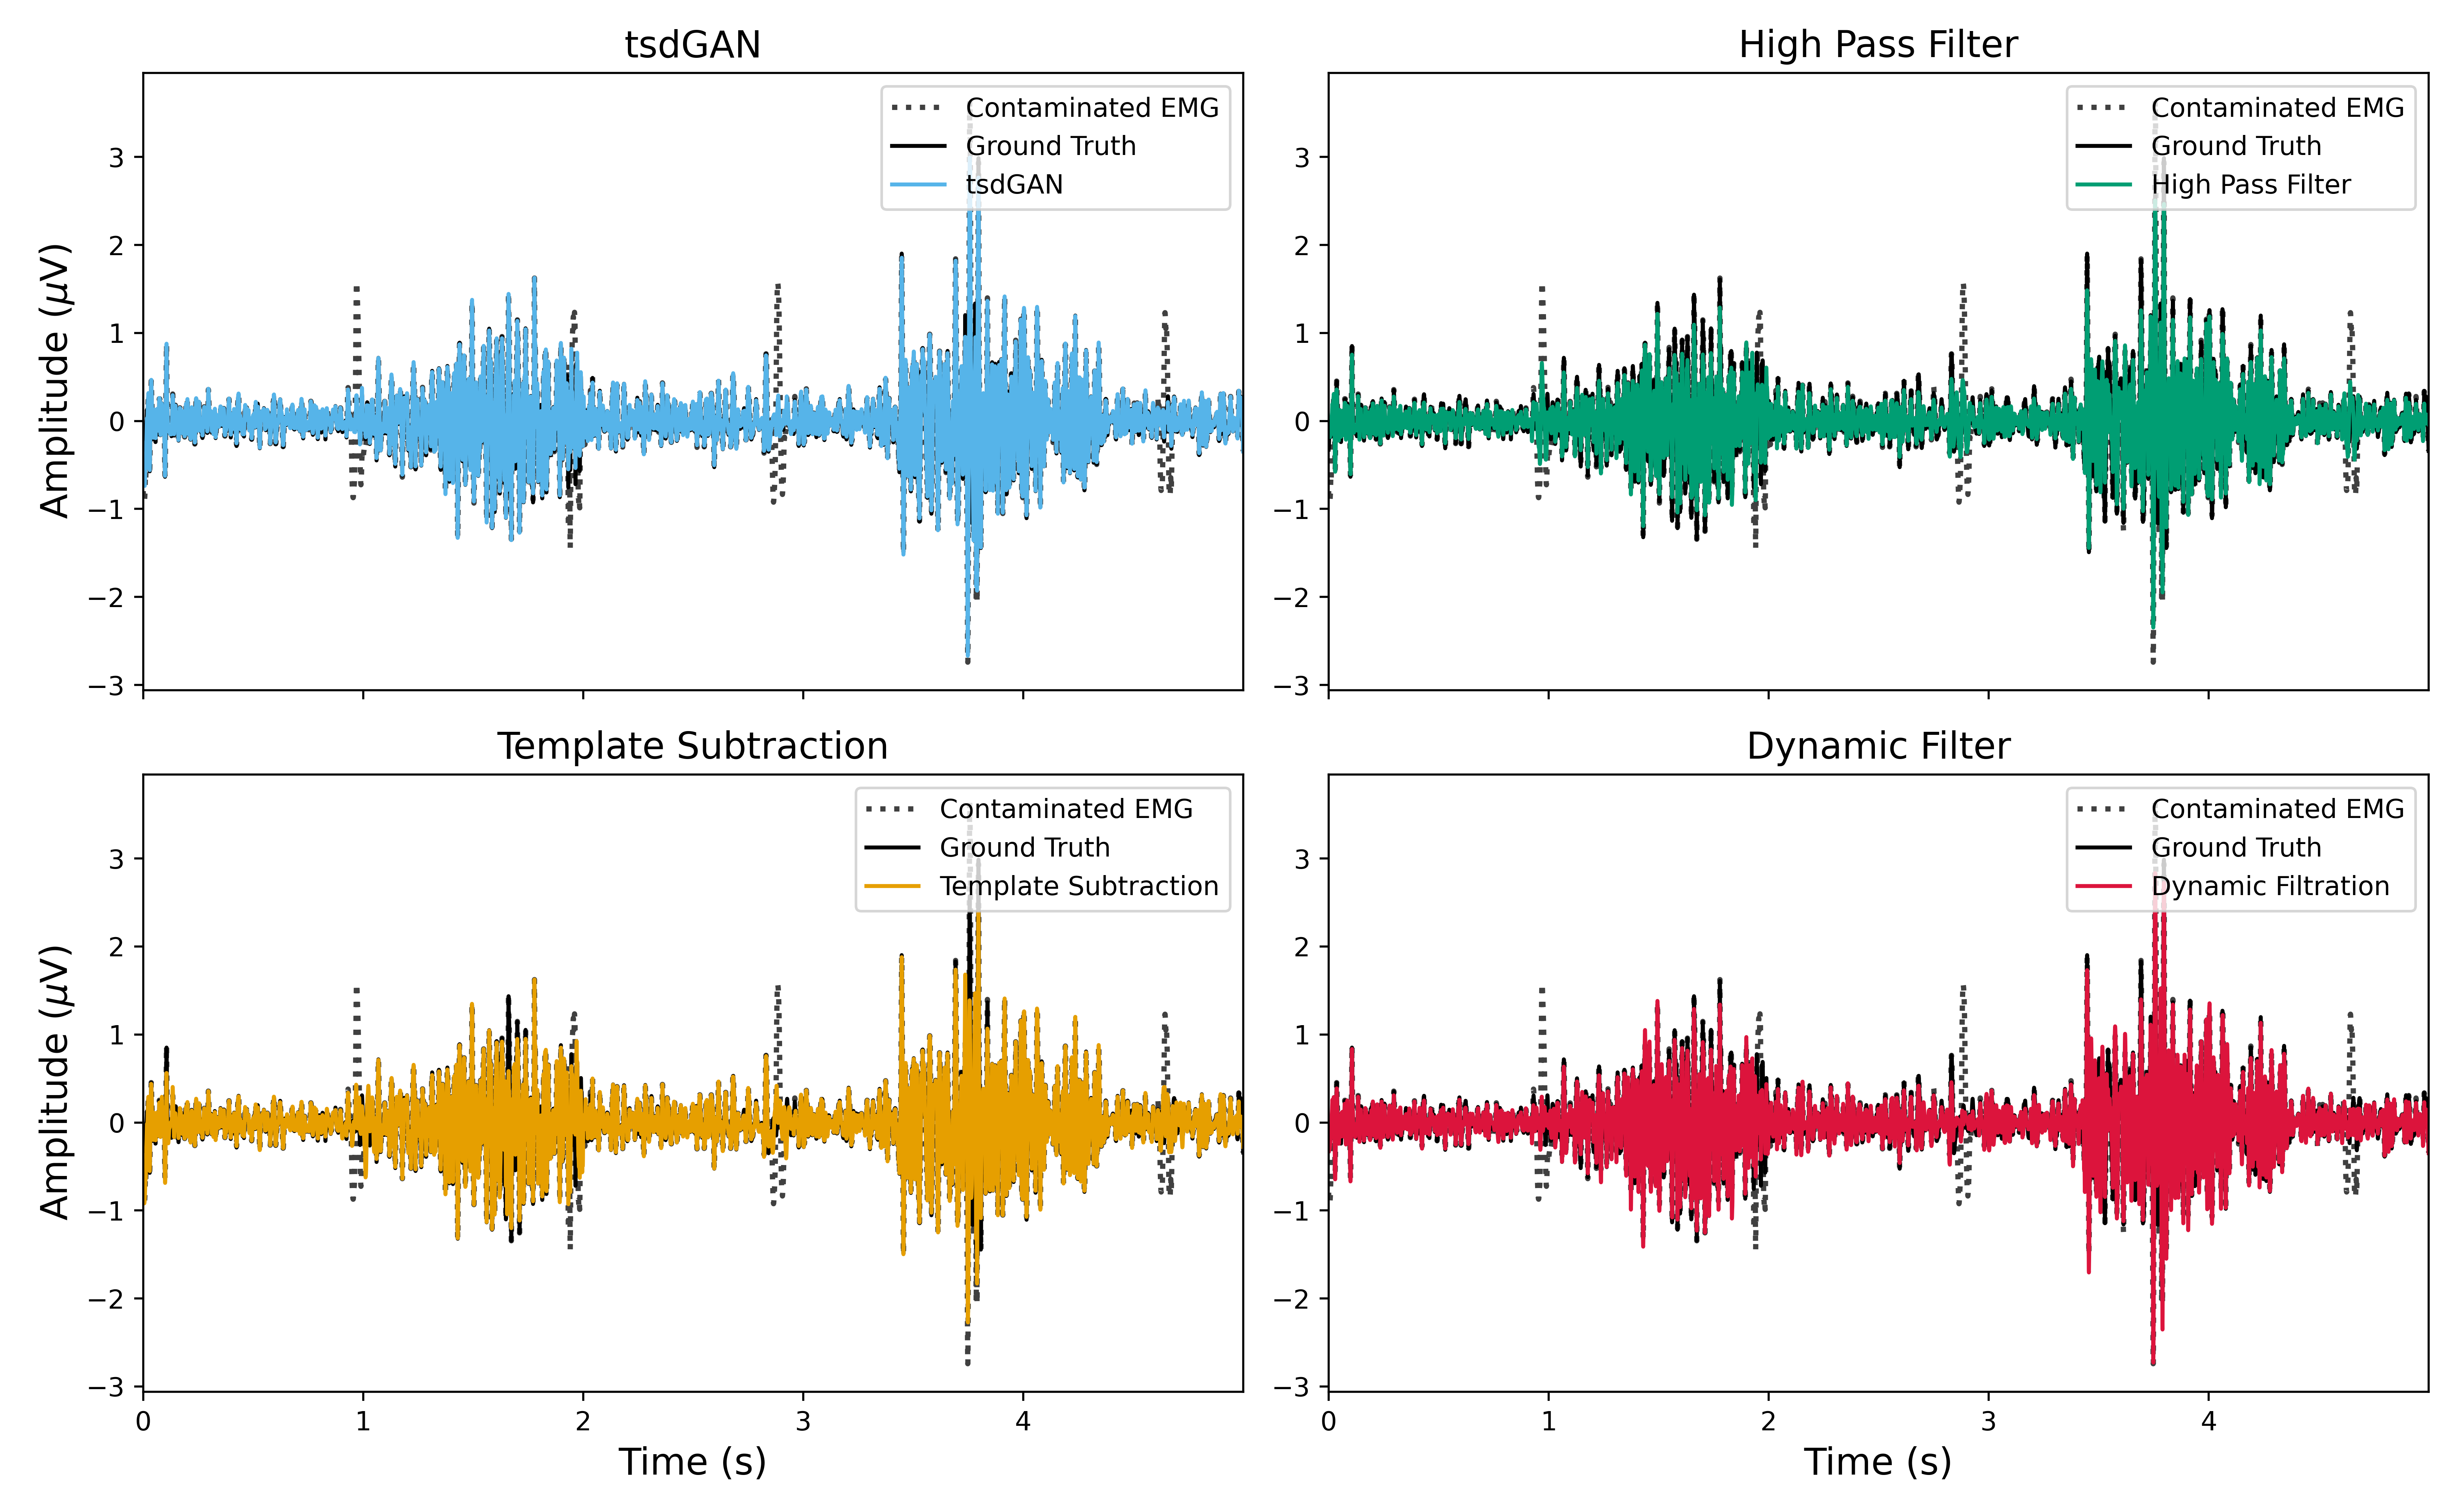 tsdGAN
Contaminated EMG
Ground Truth
tsdGAN
Amplitude (μV)
3
2
1
0
−1
−2
−3
High Pass Filter
Contaminated EMG
Ground Truth
High Pass Filter
3
2
1
0
−1
−2
−3
Template Subtraction
Contaminated EMG
Ground Truth
Template Subtraction
Amplitude (μV)
3
2
1
0
−1
−2
−3
0 1 2 3 4
Time (s)
Dynamic Filter
Contaminated EMG
Ground Truth
Dynamic Filtration
3
2
1
0
−1
−2
−3
0 1 2 3 4
Time (s)